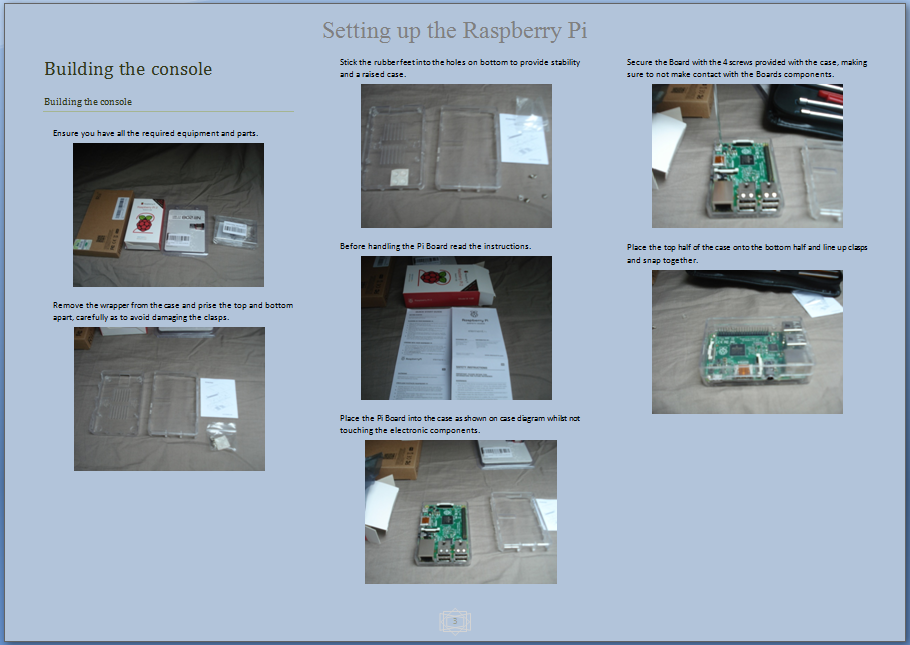 Setting up the Raspberry Pi
Building the console
Building the console
Ensure you have all the required equipment and parts.
Remove the wrapper from the case and prise the top and bottom
apart, carefully as to avoid damaging the clasps.
Stick the rubber feet into the holes on bottom to provide stability
and a raised case.
Before handling the Pi Board read the instructions.
Raspberry Pi
Place the Pi Board into the case as shown on case diagram whilst not
touching the electronic components.
Secure the Board with the 4 screws provided with the case, making
sure to not make contact with the Boards components.
Place the top half of the case onto the bottom half and line up clasps
and snap together.
3